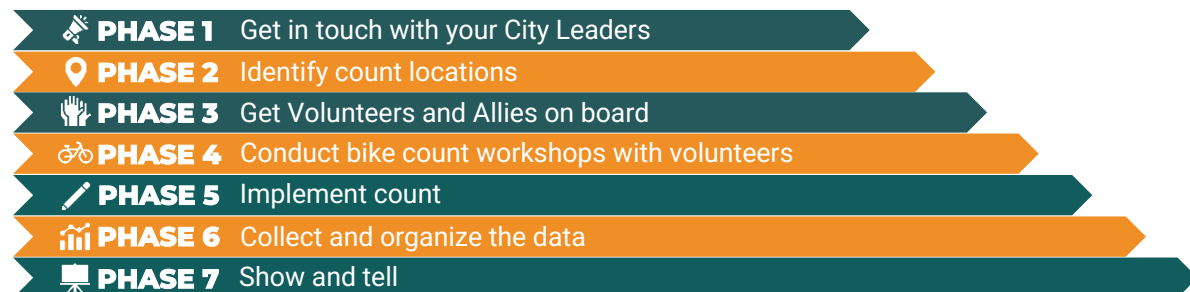 PHASE 1 Get in touch with your City Leaders
PHASE 2 Identify count locations
PHASE 3 Get Volunteers and Allies on board
PHASE 4 Conduct bike count workshops with volunteers
PHASE 5 Implement count
PHASE 6 Collect and organize the data
PHASE 7 Show and tell